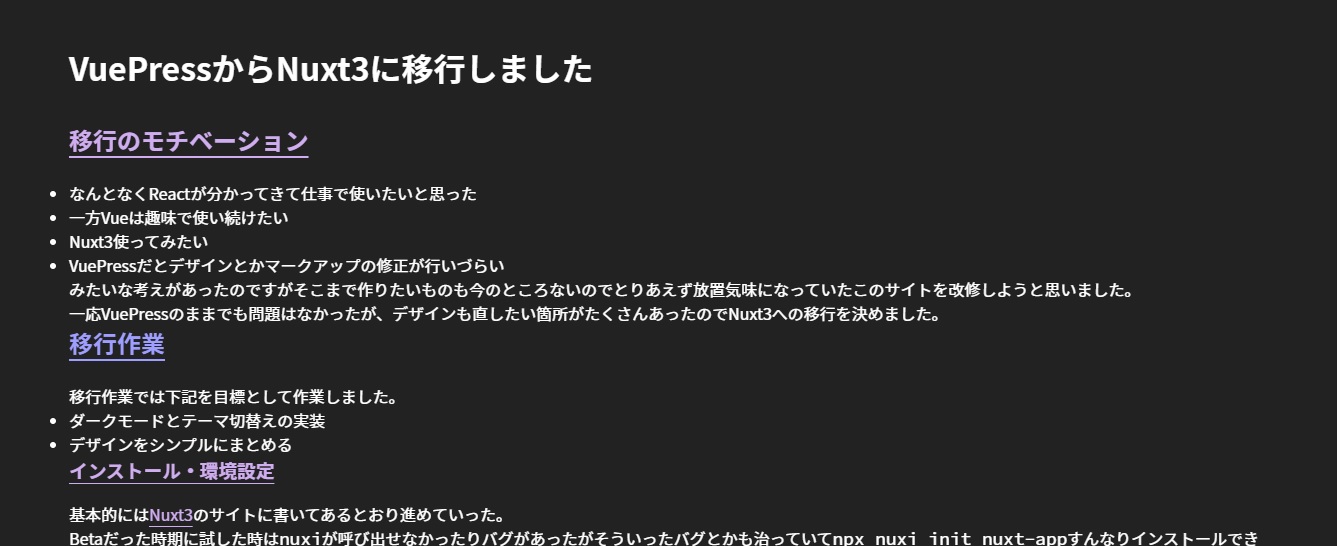 VuePressからNuxt3に移行しました
移行のモチベーション
なんとなくReactが分かってきて仕事で使いたいと思った
一方Vueは趣味で使い続けたい
Nuxt3使ってみたい
VuePressだとデザインとかマークアップの修正が行いづらい
みたいな考えがあったのですがそこまで作りたいものも今のところないのでとりあえず放置気味になっていたこのサイトを改修しようと思いました。
一応VuePressのままでも問題はなかったが、デザインも直したい箇所がたくさんあったのでNuxt3への移行を決めました。
移行作業
移行作業では下記を目標として作業しました。
ダークモードとテーマ切替えの実装
デザインをシンプルにまとめる
インストール・環境設定
基本的にはNuxt3のサイトに書いてあるとおり進めていった。
Betaだった時期に試した時はnuxiが呼び出せなかったりバグがあったがそういったバグとかも治っていてnpx nuxi init nuxt-appすんなりインストールでき